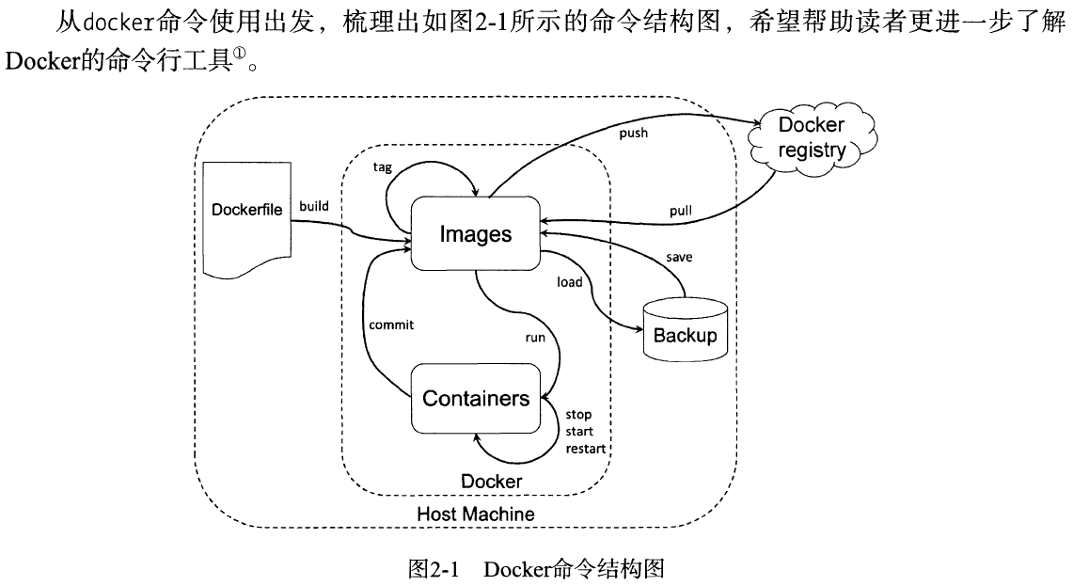 从docker命令使用出发，梳理出如图2-1所示的命令结构图，希望帮助读者更进一步了解
Docker的命令行工具①。
push
Docker
registry
tag
Dockerfile
build
pull
Images
save
load
commit
run
Backup
Containers
stop
start
restart
Docker
Host Machine
图2-1 Docker命令结构图